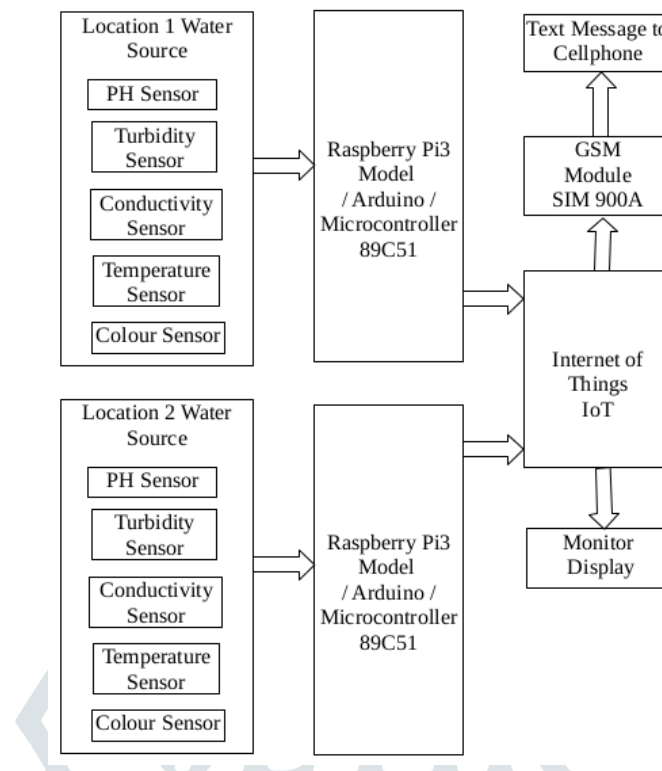 Location 1 Water
Source
PH Sensor
Turbidity
Sensor
Conductivity
Sensor
Temperature
Sensor
Colour Sensor
Raspberry Pi3
Model
/ Arduino /
Microcontroller
89C51
Text Message to
Cellphone
GSM
Module
SIM 900A
Internet of
Things
IoT
Monitor
Display
Location 2 Water
Source
PH Sensor
Turbidity
Sensor
Conductivity
Sensor
Temperature
Sensor
Colour Sensor
Raspberry Pi3
Model
/ Arduino /
Microcontroller
89C51